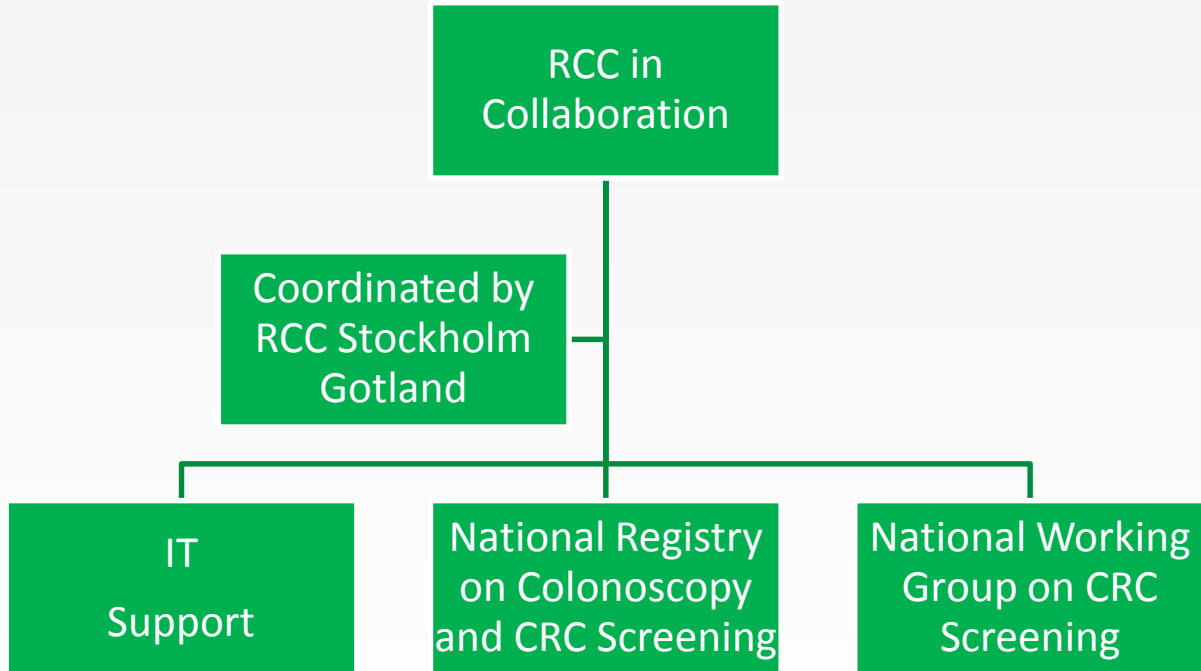 RCC in
Collaboration
Coordinated by
RCC Stockholm
Gotland
IT
Support
National Registry
on Colonoscopy
and CRC Screening
National Working
Group on CRC
Screening